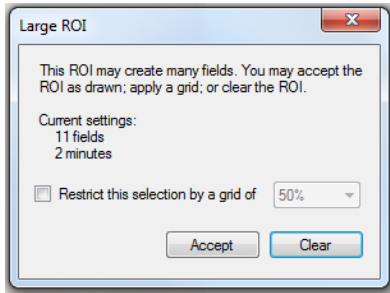 Large ROI
This ROI may create many fields. You may accept the
ROI as drawn; apply a grid; or clear the ROI.
Current settings:
11 fields
2 minutes
Restrict this selection by a grid of 50%
Accept Clear